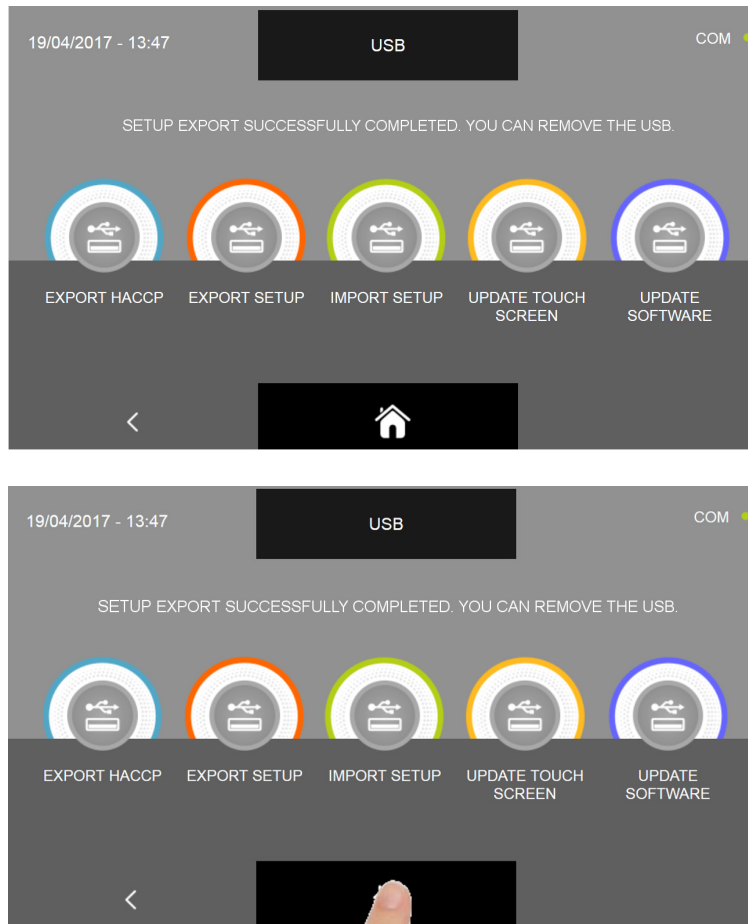 19/04/2017 - 13:47 USB COM
SETUP EXPORT SUCCESSFULLY COMPLETED. YOU CAN REMOVE THE USB.
EXPORT HACCP EXPORT SETUP IMPORT SETUP UPDATE TOUCH SCREEN UPDATE SOFTWARE
19/04/2017 - 13:47 USB COM
SETUP EXPORT SUCCESSFULLY COMPLETED. YOU CAN REMOVE THE USB.
EXPORT HACCP EXPORT SETUP IMPORT SETUP UPDATE TOUCH SCREEN UPDATE SOFTWARE